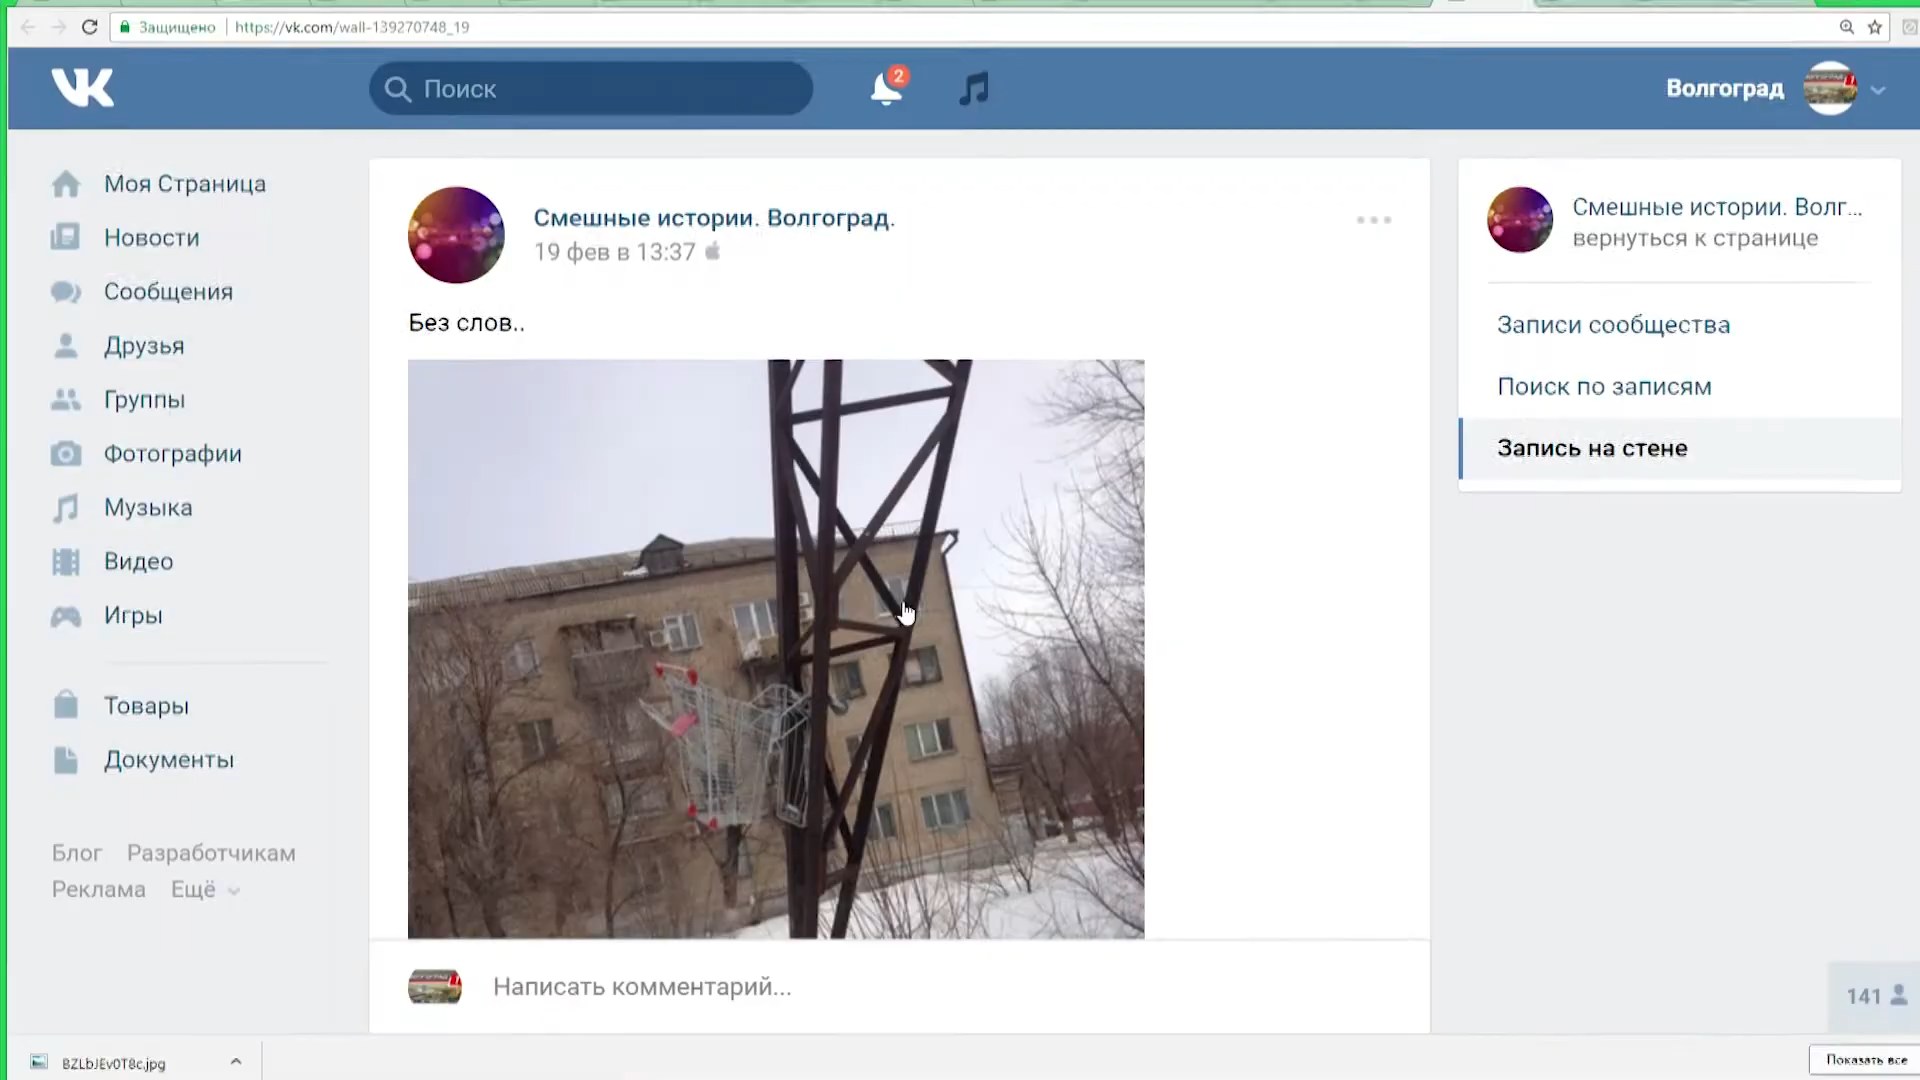 Защищено
https://vk.com/wall-139270748_19
Поиск
2
Волгоград
Моя Страница
Новости
Сообщения
Друзья
Группы
Фотографии
Музыка
Видео
Игры
Товары
Документы
Блог Разработчикам
Реклама Ещё
Смешные истории. Волгоград.
19 фев в 13:37
Без слов..
Написать комментарий...
Смешные истории. Волг...
вернуться к странице
Записи сообщества
Поиск по записям
Запись на стене
141
BZLbJEv0T8c.jpg
Показать все